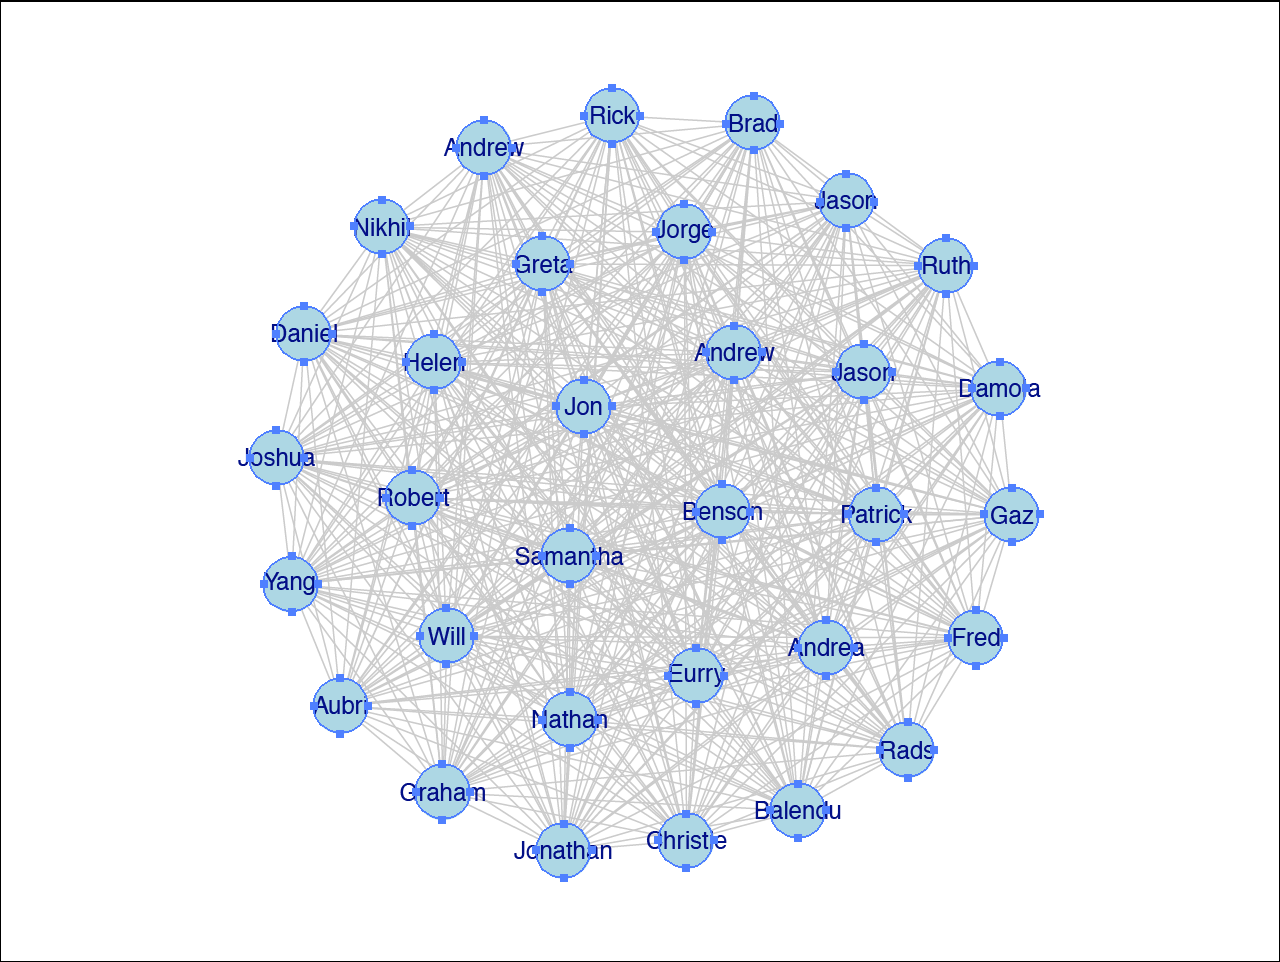 Rick
Brad
Andrew
Jason
Nikhil
Jorge
Greta
Ruth
Daniel
Helen
Andrew
Jason
Damola
Jon
Joshua
Robert
Benson
Patrick
Gaz
Samantha
Yang
Will
Andrea
Fred
Eurry
Aubri
Nathan
Rads
Graham
Balendu
Jonathan
Christie